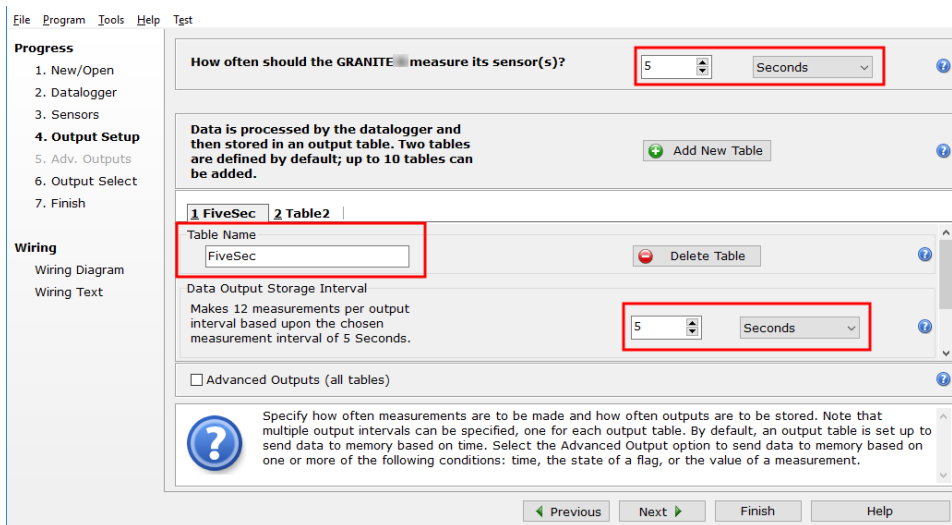 File Program Tools Help Test
Progress
1. New/Open
2. Datalogger
3. Sensors
4. Output Setup
5. Adv. Outputs
6. Output Select
7. Finish
Wiring
Wiring Diagram
Wiring Text
How often should the GRANITE measure its sensor(s)?
5 Seconds
Data is processed by the datalogger and
then stored in an output table. Two tables
are defined by default; up to 10 tables can
be added.
Add New Table
1 FiveSec 2 Table2
Table Name
FiveSec
Delete Table
Data Output Storage Interval
Makes 12 measurements per output
interval based upon the chosen
measurement interval of 5 Seconds.
5 Seconds
Advanced Outputs (all tables)
Specify how often measurements are to be made and how often outputs are to be stored. Note that
multiple output intervals can be specified, one for each output table. By default, an output table is set up to
send data to memory based on time. Select the Advanced Output option to send data to memory based on
one or more of the following conditions: time, the state of a flag, or the value of a measurement.
Previous Next Finish Help